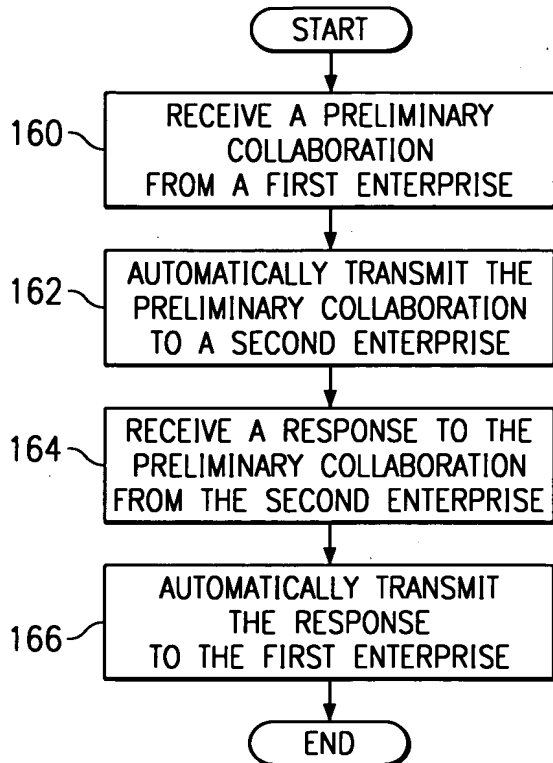 START
160
RECEIVE A PRELIMINARY
COLLABORATION
FROM A FIRST ENTERPRISE
162
AUTOMATICALLY TRANSMIT THE
PRELIMINARY COLLABORATION
TO A SECOND ENTERPRISE
164
RECEIVE A RESPONSE TO THE
PRELIMINARY COLLABORATION
FROM THE SECOND ENTERPRISE
166
AUTOMATICALLY TRANSMIT
THE RESPONSE
TO THE FIRST ENTERPRISE
END